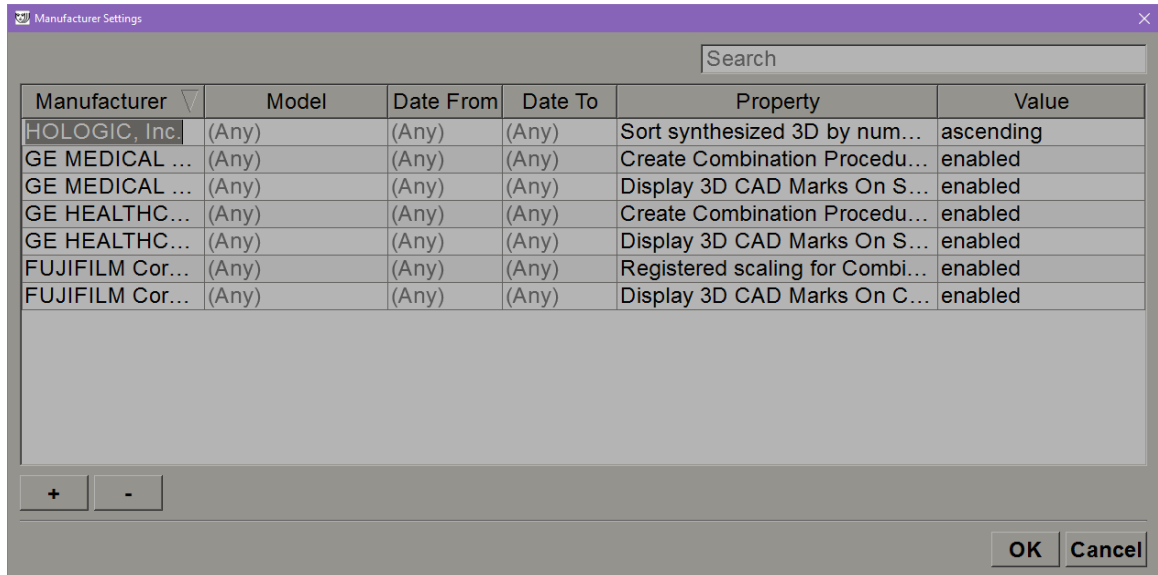 Manufacturer Settings
Search
Manufacturer Model Date From Date To Property Value
HOLOGIC, Inc. (Any) (Any) (Any) Sort synthesized 3D by num... ascending
GE MEDICAL ... (Any) (Any) (Any) Create Combination Procedu... enabled
GE MEDICAL ... (Any) (Any) (Any) Display 3D CAD Marks On S... enabled
GE HEALTHC... (Any) (Any) (Any) Create Combination Procedu... enabled
GE HEALTHC... (Any) (Any) (Any) Display 3D CAD Marks On S... enabled
FUJIFILM Cor... (Any) (Any) (Any) Registered scaling for Combi... enabled
FUJIFILM Cor... (Any) (Any) (Any) Display 3D CAD Marks On C... enabled
+ -
OK Cancel